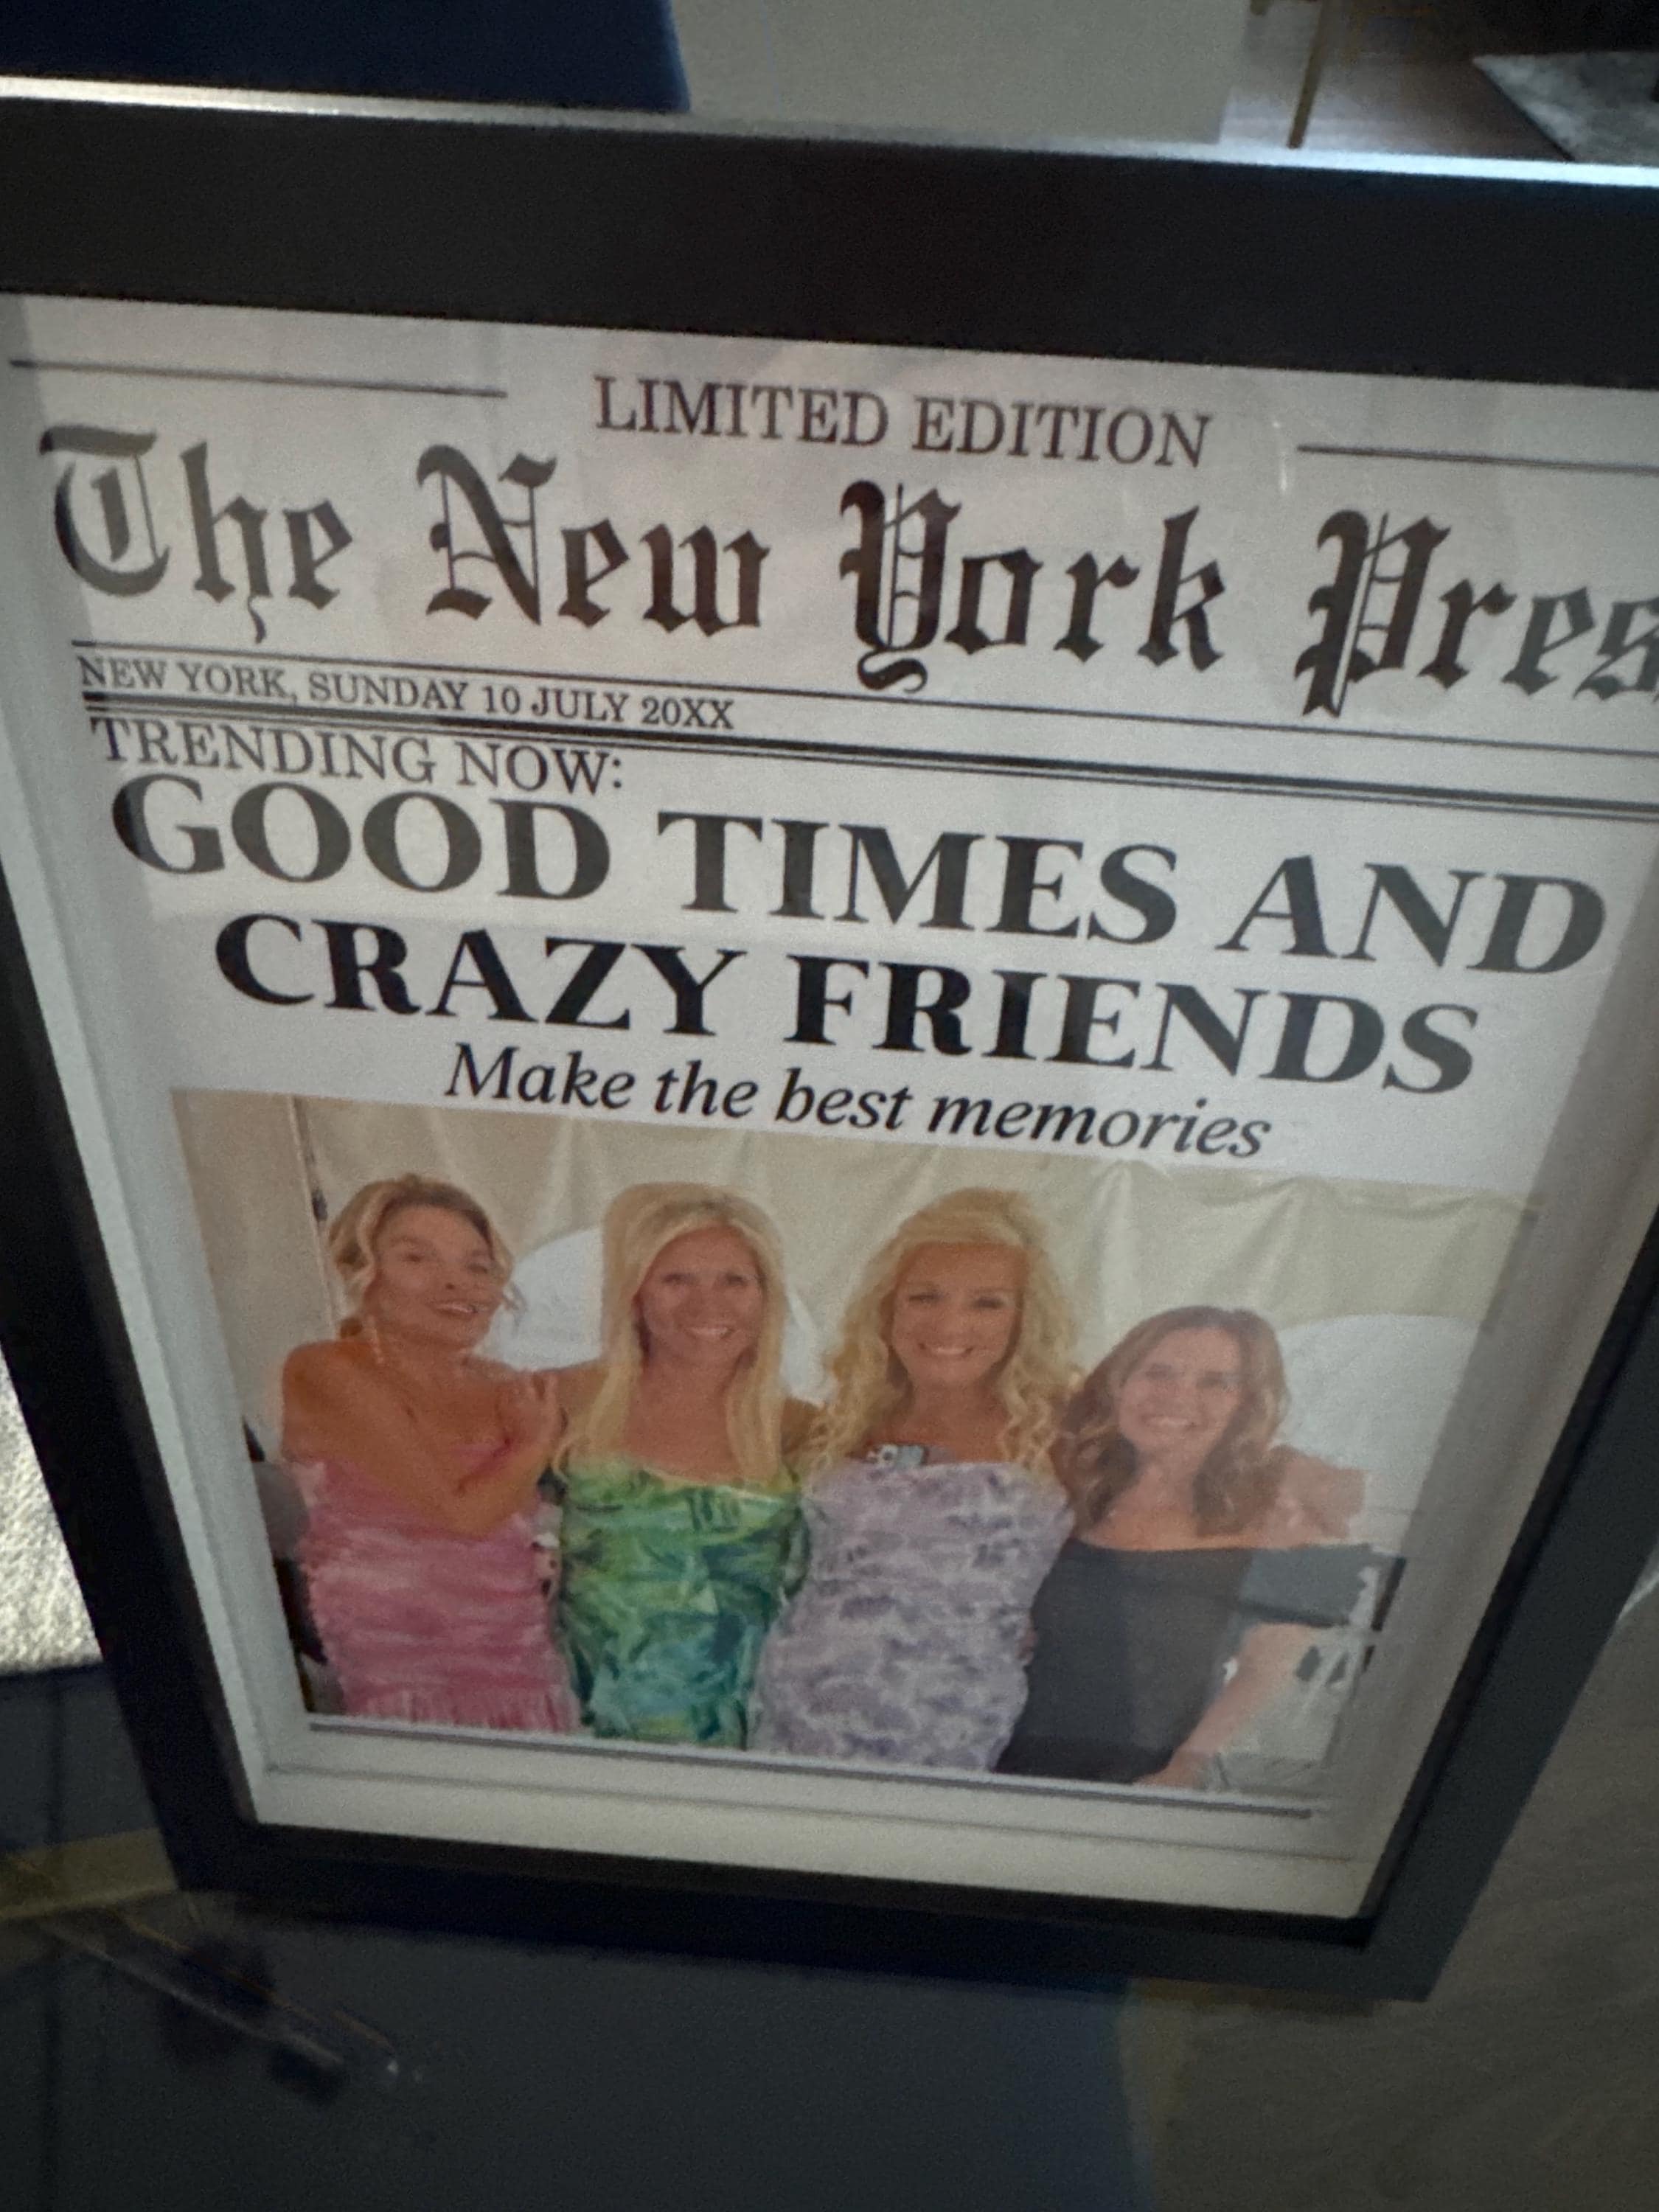 LIMITED EDITION
The New York Pres
NEW YORK, SUNDAY 10 JULY 20XX
TRENDING NOW:
GOOD TIMES AND
CRAZY FRIENDS
Make the best memories